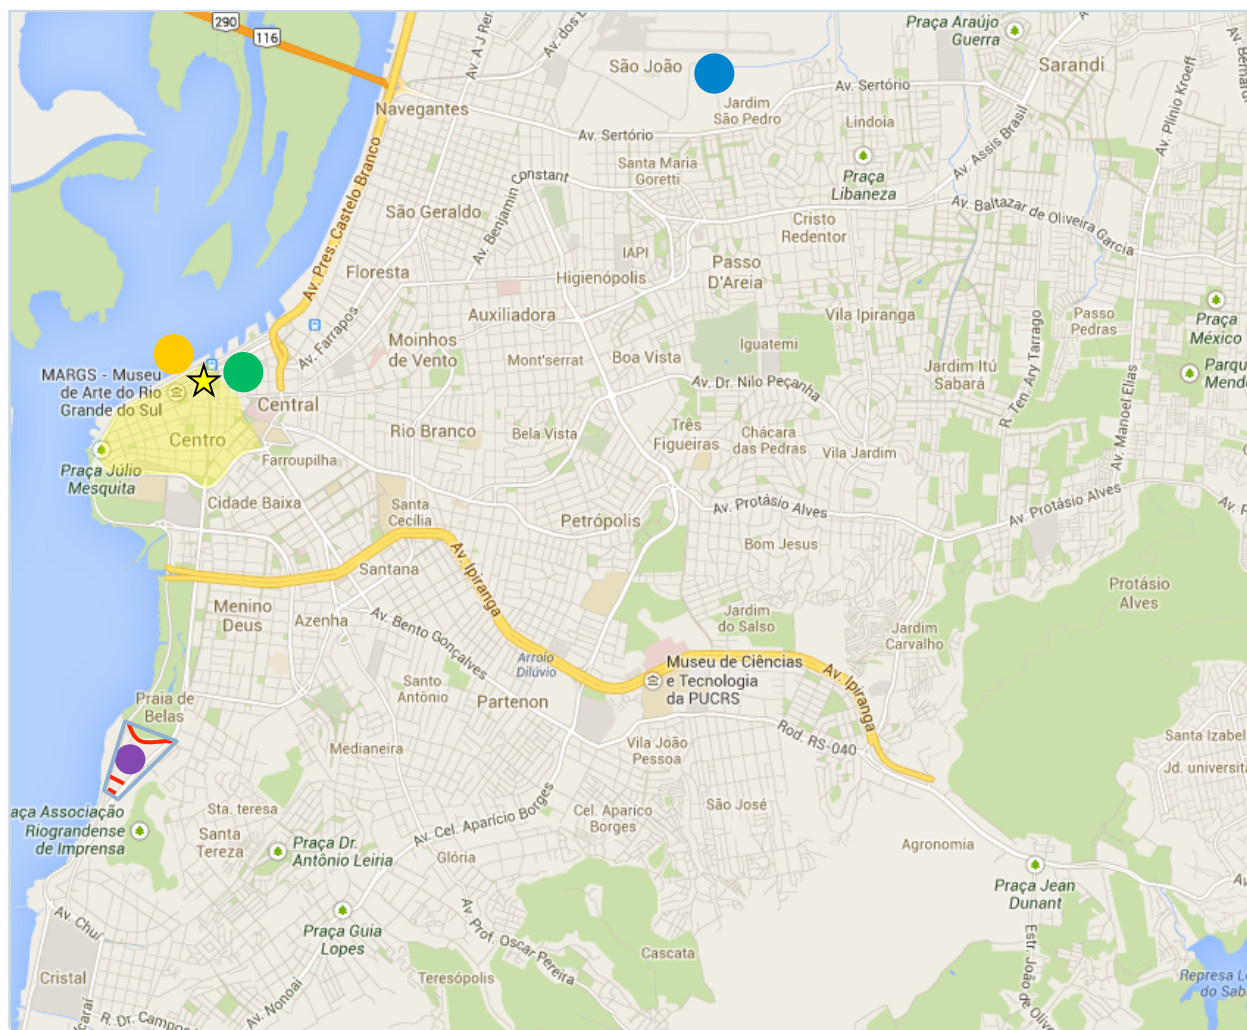 290
116
Av. A J Ren
Av. dos E
Praça Araújo
Guerra
São João
Sarandi
Av. Sertório
Av. Bernardi
Av. Plínio Kroeff
Navegantes
Jardim
São Pedro
Lindoia
Av. Sertório
Av. Assis Brasil
Santa Maria
Goretti
Praça
Libaneza
Av. Pres. Castelo Branco
Av. Benjamin Constant
São Geraldo
Cristo
Redentor
Av. Baltazar de Oliveira Garcia
IAPI
Passo
D'Areia
Floresta
Higienópolis
Auxiliadora
Vila Ipiranga
Passo
Pedras
Praça
México
Av. Farrapos
Moinhos
de Vento
Mont'serrat
Boa Vista
Iguatemi
Jardim Itú
Sabará
R. Ten. Ary Tarrago
Parqu
Mende
MARGS - Museu
de Arte do Rio
Grande do Sul
Av. Dr. Nilo Peçanha
Av. Manoel Elias
Central
Centro
Rio Branco
Bela Vista
Três
Figueiras
Chácara
das Pedras
Vila Jardim
Farroupilha
Praça Júlio
Mesquita
Cidade Baixa
Santa
Cecília
Petrópolis
Av. Protásio Alves
Av. Protásio Alves
Av. P
Bom Jesus
Santana
Av. Ipiranga
Protásio
Alves
Menino
Deus
Azenha
Av. Bento Gonçalves
Jardim
do Salso
Jardim
Carvalho
Arroio
Dilúvio
Museu de Ciências
e Tecnologia
da PUCRS
Av. Ipiranga
Santo
Antônio
Partenon
Praia de
Belas
Medianeira
Vila João
Pessoa
Rod. RS-040
Santa Izabel
Jd. universita
aça Associação
Riograndense
de Imprensa
Sta. teresa
Santa
Tereza
Praça Dr.
Antônio Leiria
Av. Cel. Aparício Borges
Cel. Aparico
Borges
São José
Glória
Agronomia
Praça Jean
Dunant
Av.
Av. Chuí
Praça Guia
Lopes
Av. Prof. Oscar Pereira
Cascata
Estr. João de Olive
Cristal
Teresópolis
Represa Lo
do Saba
Av. Nonoai
R. Dr. Campos
Icaraí